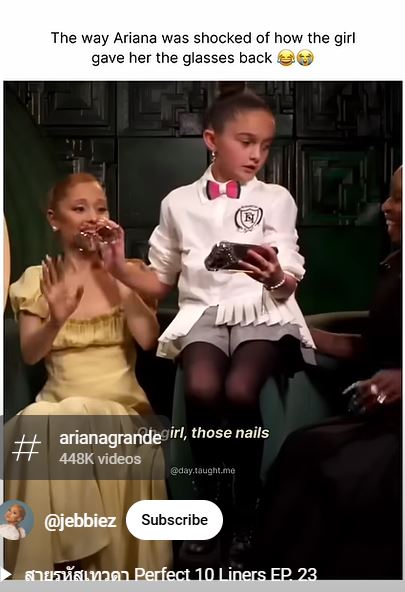 The way Ariana was shocked of how the girl
gave her the glasses back 😂😭
Oh girl, those nails
# arianagrande
448K videos
@day.taught.me
@jebbiez
Subscribe
สายรหัสเทวดา Perfect 10 Liners EP. 23